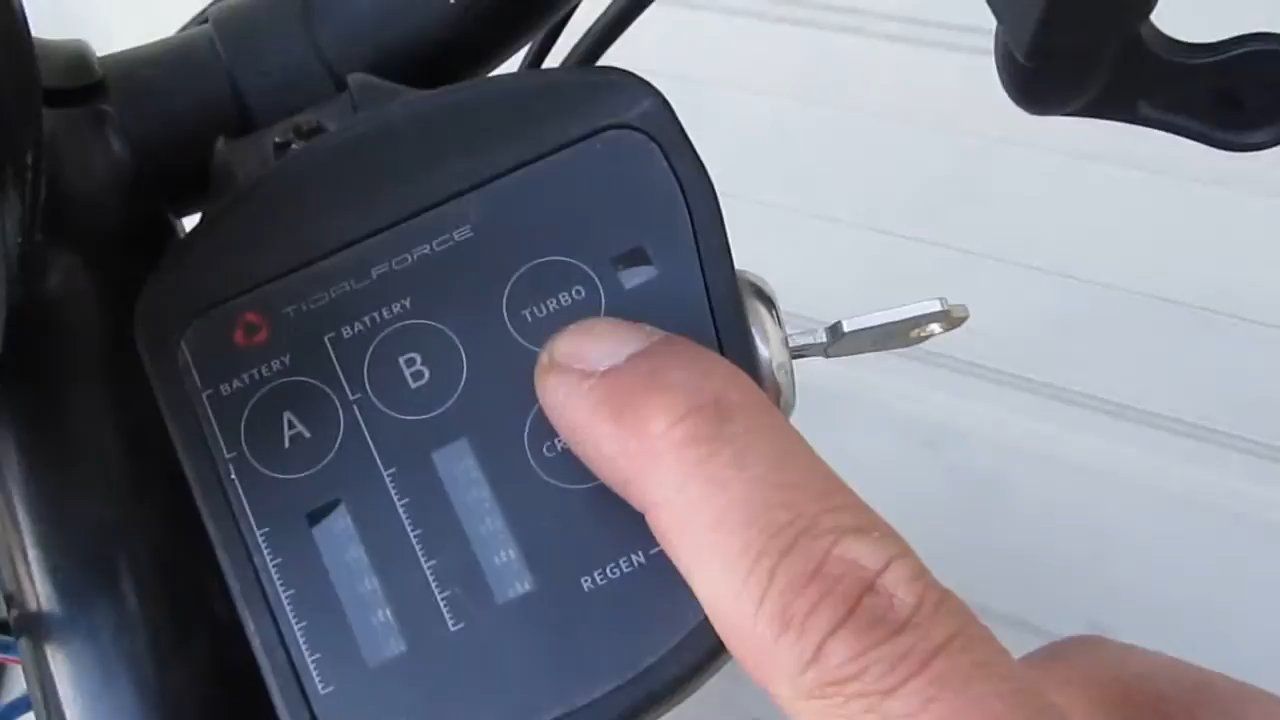 TIDALFORCE
BATTERY
A
BATTERY
B
TURBO
REGEN